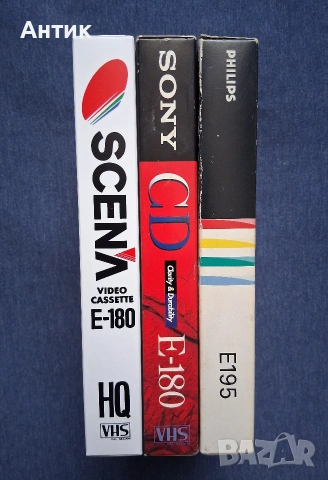 Антик
SCENA
VIDEO
CASSETTE
E-180
HQ
VHS
SONY
CD
Clarity & Durability
E-180
VHS
PHILIPS
E195
BAZAR